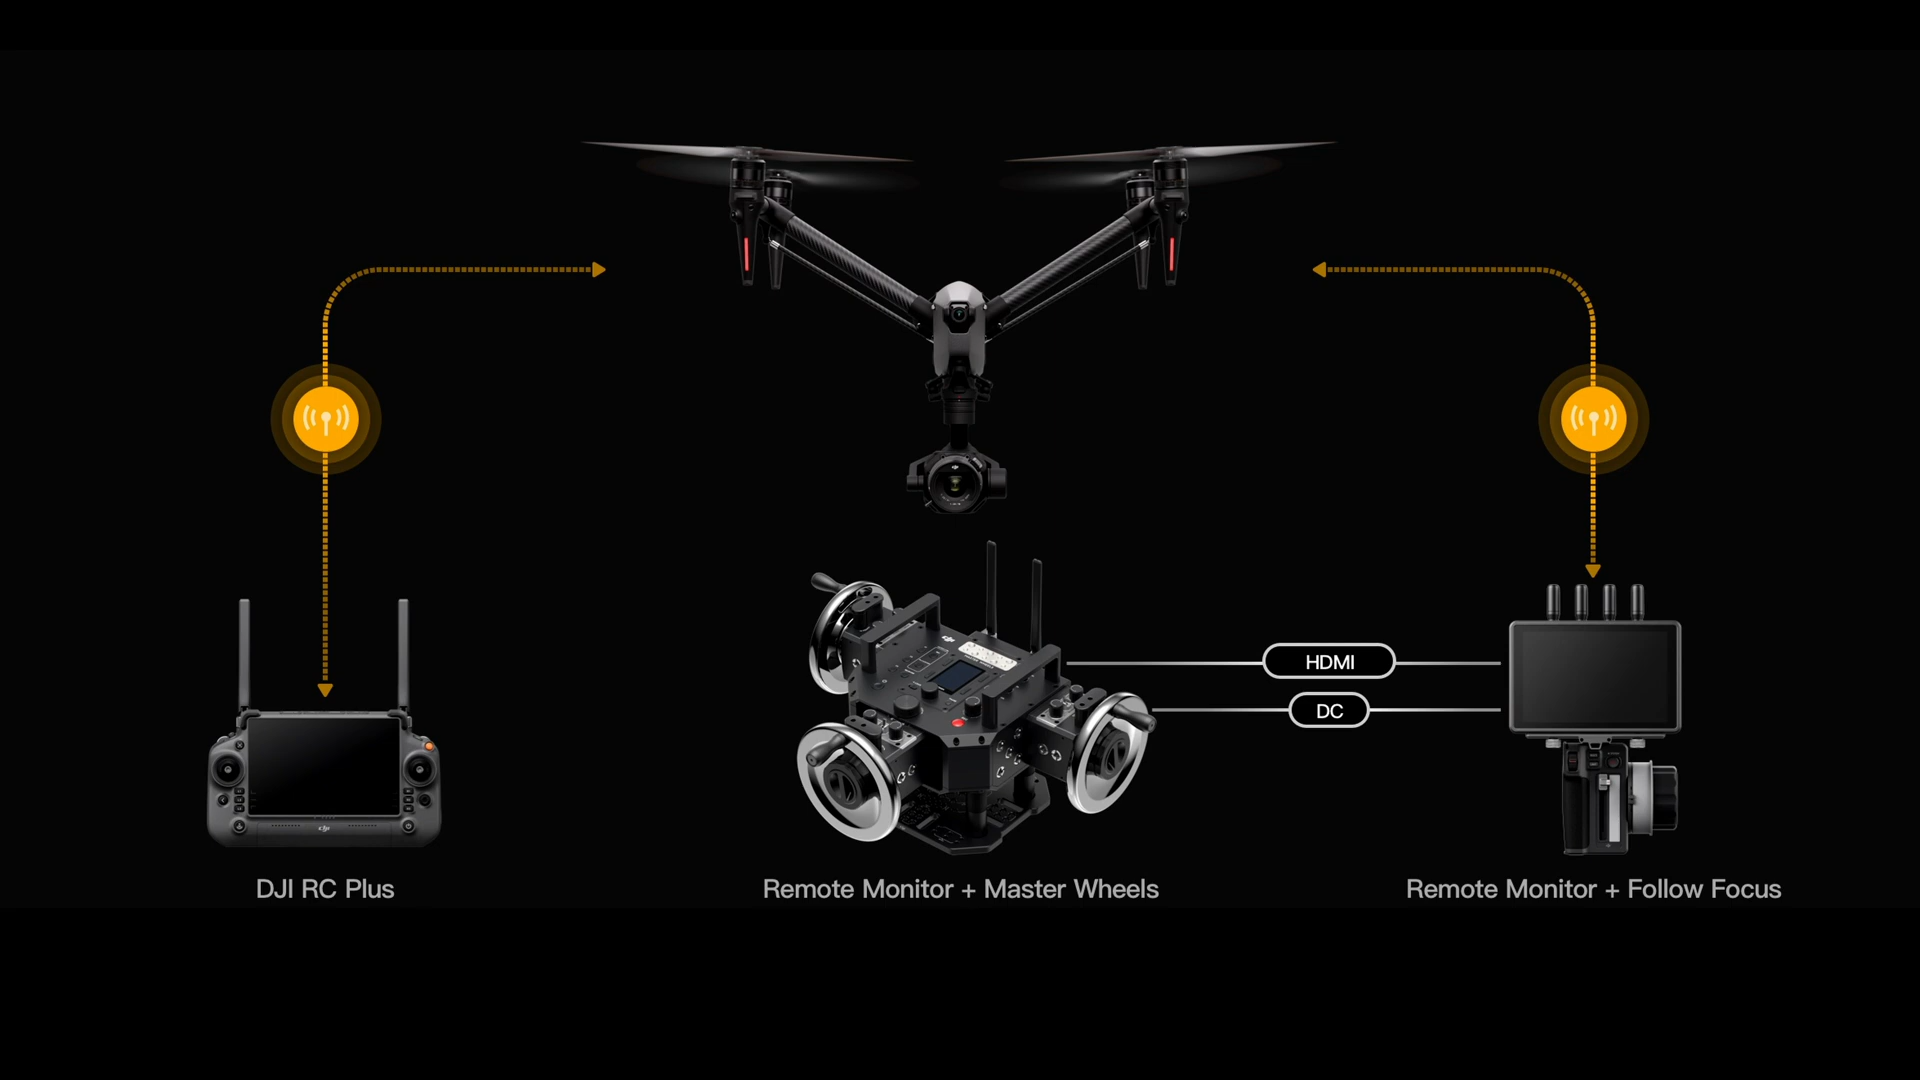 HDMI
DC
DJI RC Plus
Remote Monitor + Master Wheels
Remote Monitor + Follow Focus